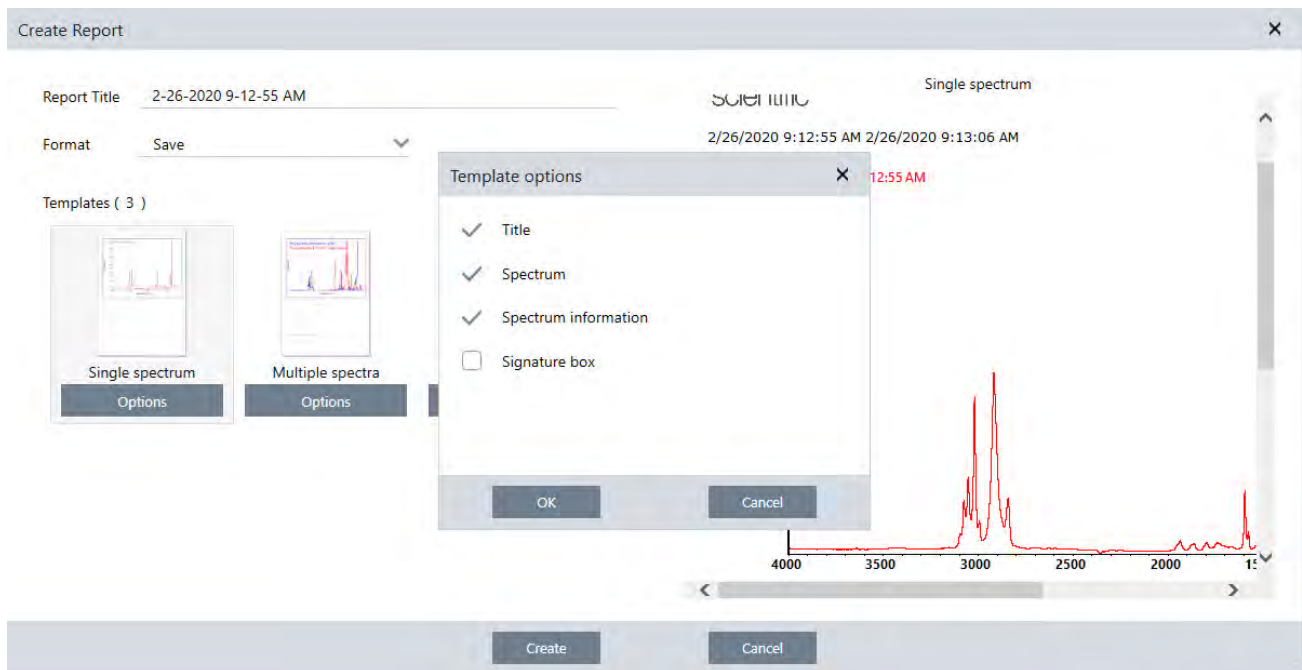 Create Report
Report Title 2-26-2020 9-12-55 AM
Format Save
Templates ( 3 )
Single spectrum
Options
Multiple spectra
Options
Template options
Title
Spectrum
Spectrum information
Signature box
OK Cancel
Single spectrum
2/26/2020 9:12:55 AM 2/26/2020 9:13:06 AM
12:55 AM
4000 3500 3000 2500 2000
Create Cancel